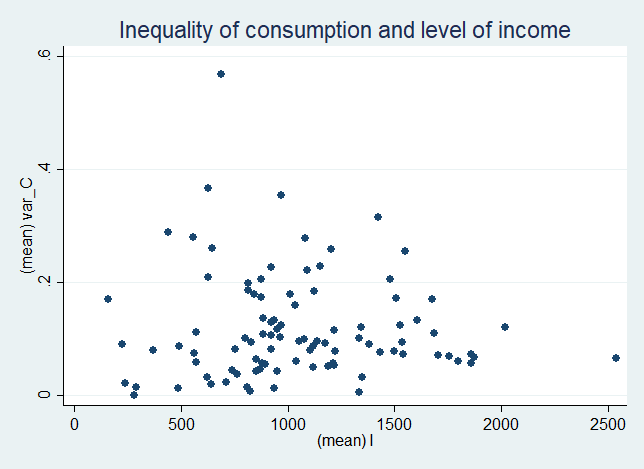 Inequality of consumption and level of income
(mean) var_C
.6
.4
.2
0
0 500 1000 1500 2000 2500
(mean) I